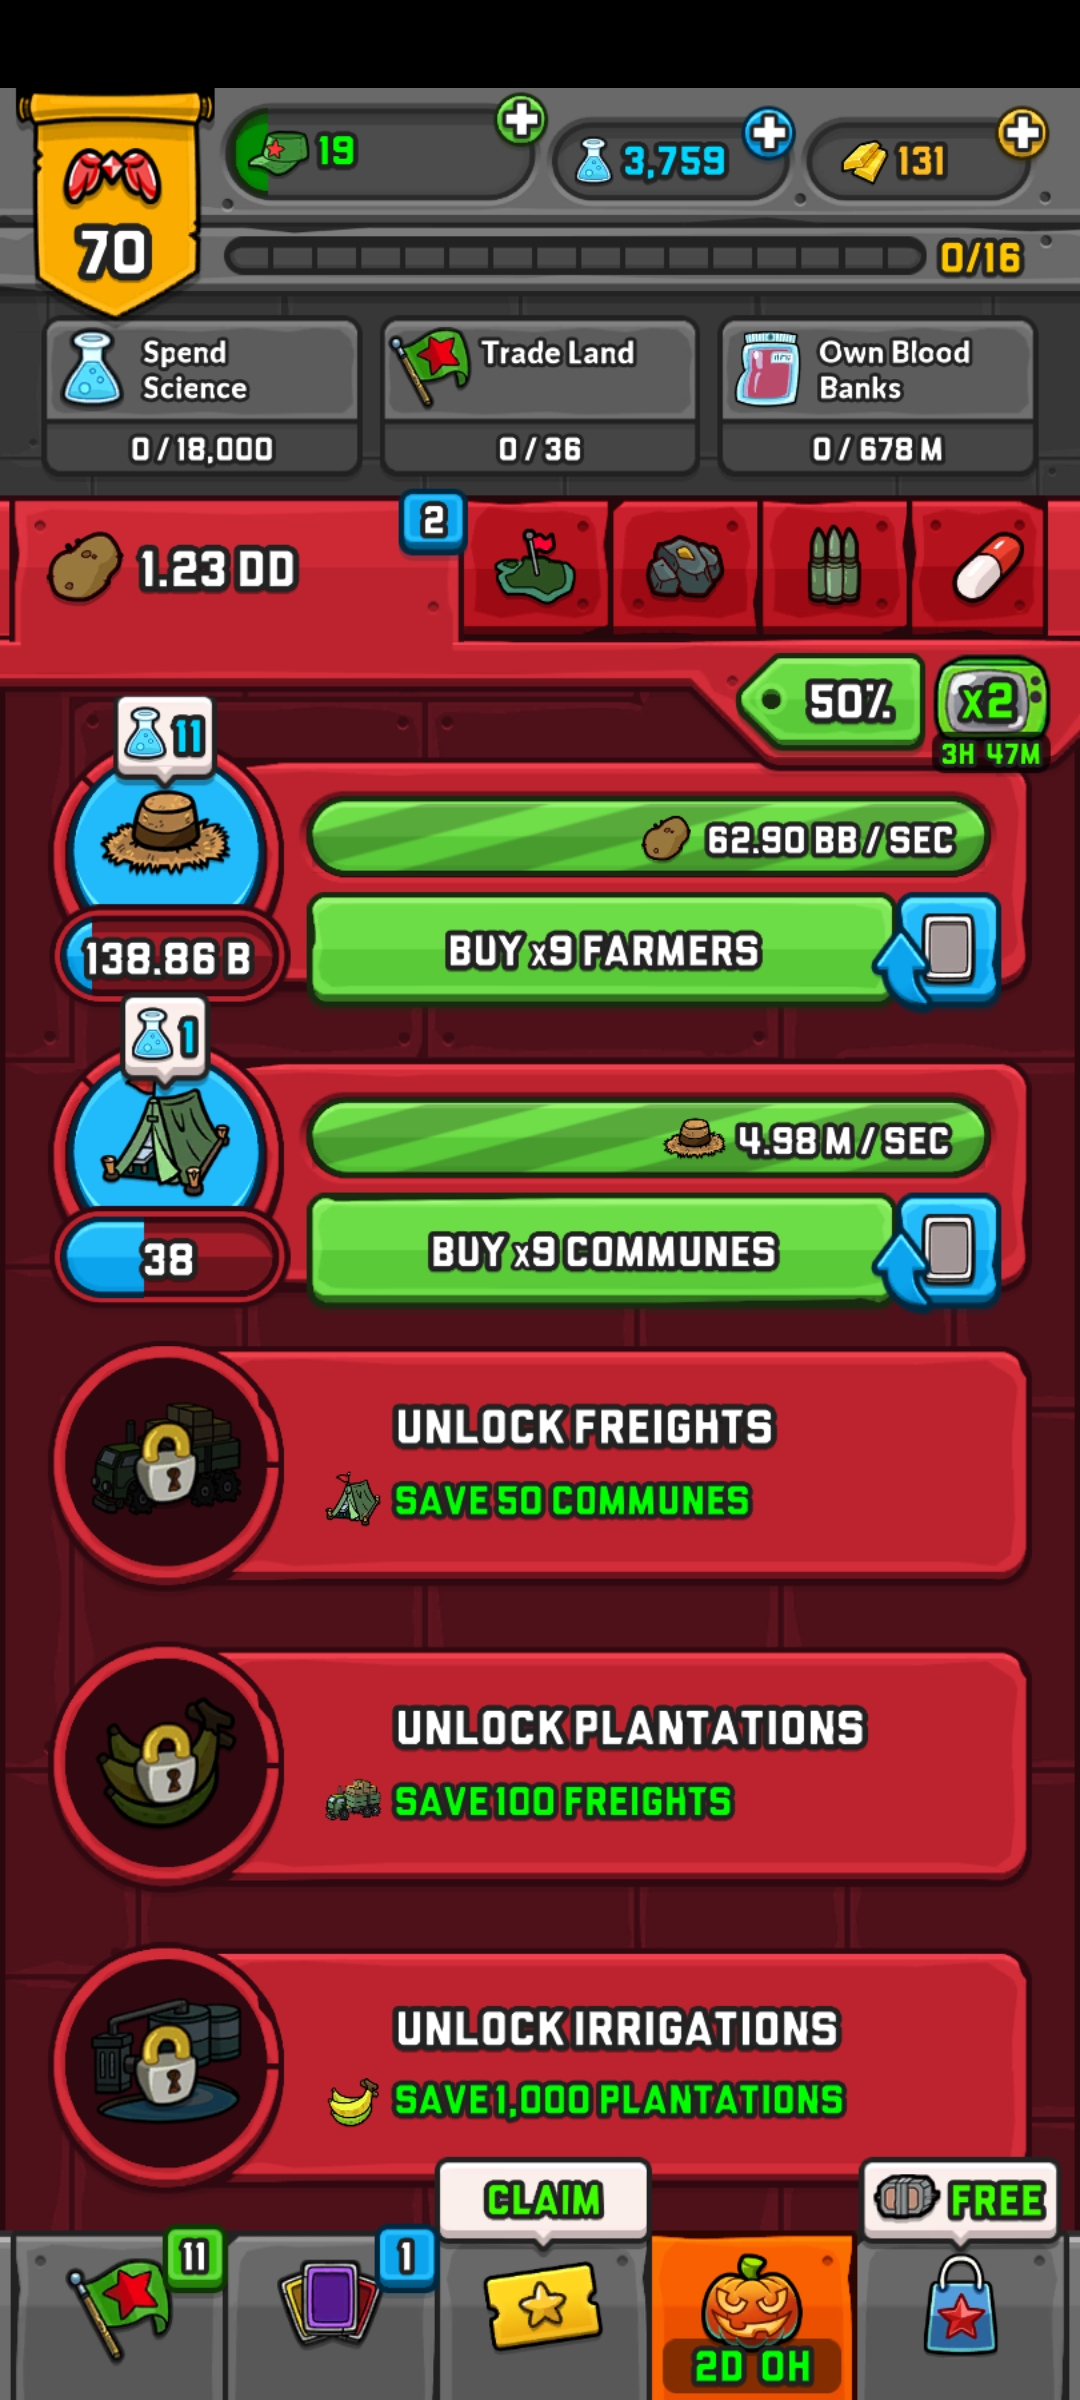 70
19
3,759
131
0/16
Spend
Science
0/18,000
Trade Land
0/36
Own Blood
Banks
0/678 M
1.23 DD
2
50%
x2
3H 47M
11
62.90 BB/SEC
BUY x9 FARMERS
138.86 B
1
4.98 M/SEC
BUY x9 COMMUNES
38
UNLOCK FREIGHTS
SAVE 50 COMMUNES
UNLOCK PLANTATIONS
SAVE 100 FREIGHTS
UNLOCK IRRIGATIONS
SAVE 1,000 PLANTATIONS
CLAIM
FREE
11
1
2D 0H